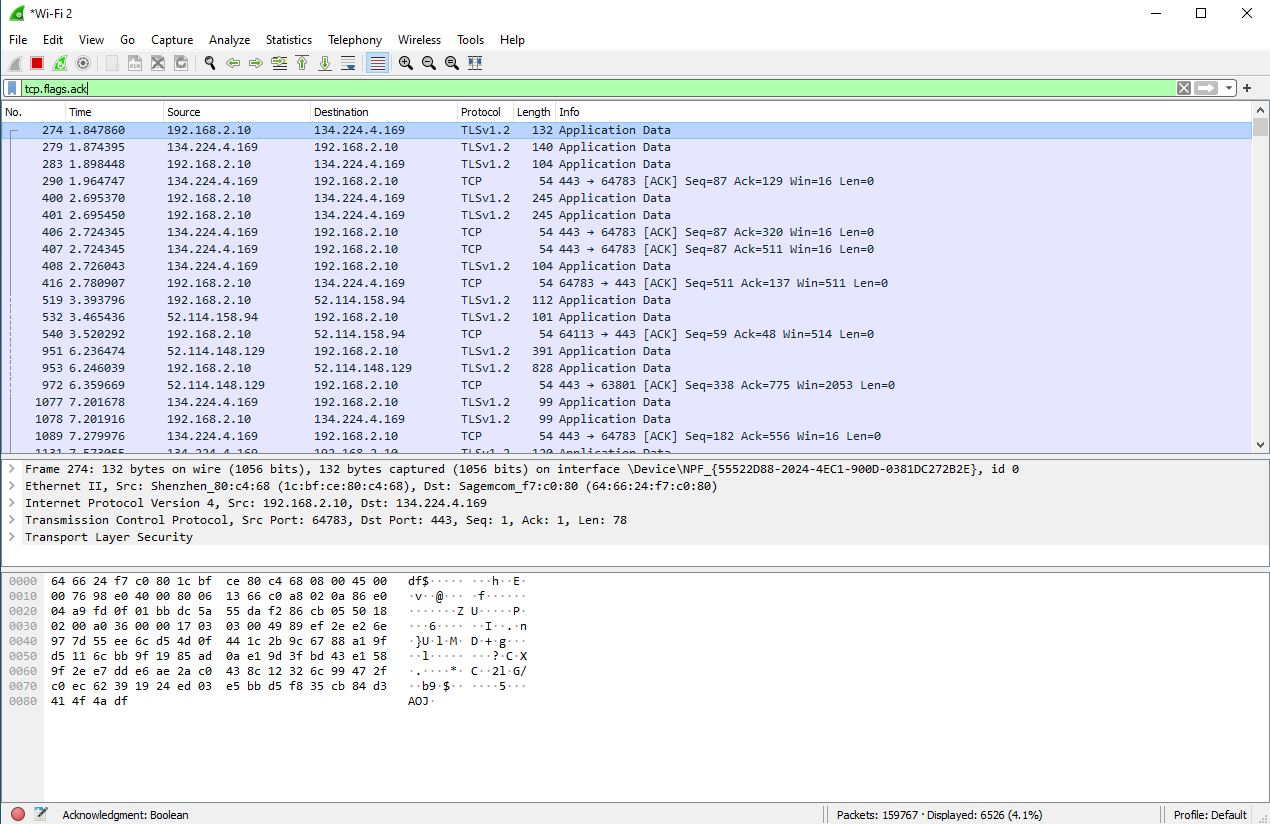 *Wi-Fi 2
File Edit View Go Capture Analyze Statistics Telephony Wireless Tools Help
tcp.flags.ack
No. Time Source Destination Protocol Length Info
274 1.847860 192.168.2.10 134.224.4.169 TLSv1.2 132 Application Data
279 1.874395 134.224.4.169 192.168.2.10 TLSv1.2 140 Application Data
283 1.898448 192.168.2.10 134.224.4.169 TLSv1.2 104 Application Data
290 1.964747 134.224.4.169 192.168.2.10 TCP 54 443 → 64783 [ACK] Seq=87 Ack=129 Win=16 Len=0
400 2.695370 192.168.2.10 134.224.4.169 TLSv1.2 245 Application Data
401 2.695450 192.168.2.10 134.224.4.169 TLSv1.2 245 Application Data
406 2.724345 134.224.4.169 192.168.2.10 TCP 54 443 → 64783 [ACK] Seq=87 Ack=320 Win=16 Len=0
407 2.724345 134.224.4.169 192.168.2.10 TCP 54 443 → 64783 [ACK] Seq=87 Ack=511 Win=16 Len=0
408 2.726043 134.224.4.169 192.168.2.10 TLSv1.2 104 Application Data
416 2.780907 192.168.2.10 134.224.4.169 TCP 54 64783 → 443 [ACK] Seq=511 Ack=137 Win=511 Len=0
519 3.393796 192.168.2.10 52.114.158.94 TLSv1.2 112 Application Data
532 3.465436 52.114.158.94 192.168.2.10 TLSv1.2 101 Application Data
540 3.520292 192.168.2.10 52.114.158.94 TCP 54 64113 → 443 [ACK] Seq=59 Ack=48 Win=514 Len=0
951 6.236474 52.114.148.129 192.168.2.10 TLSv1.2 391 Application Data
953 6.246039 192.168.2.10 52.114.148.129 TLSv1.2 828 Application Data
972 6.359669 52.114.148.129 192.168.2.10 TCP 54 443 → 63801 [ACK] Seq=338 Ack=775 Win=2053 Len=0
1077 7.201678 134.224.4.169 192.168.2.10 TLSv1.2 99 Application Data
1078 7.201916 192.168.2.10 134.224.4.169 TLSv1.2 99 Application Data
1089 7.279976 134.224.4.169 192.168.2.10 TCP 54 443 → 64783 [ACK] Seq=182 Ack=556 Win=16 Len=0
Frame 274: 132 bytes on wire (1056 bits), 132 bytes captured (1056 bits) on interface \Device\NPF_{55522D88-2024-4EC1-900D-0381DC272B2E}, id 0
Ethernet II, Src: Shenzhen_80:c4:68 (1c:bf:ce:80:c4:68), Dst: Sagemcom_f7:c0:80 (64:66:24:f7:c0:80)
Internet Protocol Version 4, Src: 192.168.2.10, Dst: 134.224.4.169
Transmission Control Protocol, Src Port: 64783, Dst Port: 443, Seq: 1, Ack: 1, Len: 78
Transport Layer Security
0000 64 66 24 f7 c0 80 1c bf ce 80 c4 68 08 00 45 00 df$····· ···h··E·
0010 00 76 98 e0 40 00 80 06 13 66 c0 a8 02 0a 86 e0 ·v··@··· ·f······
0020 04 a9 fd 0f 01 bb dc 5a 55 da f2 86 cb 05 50 18 ·······Z U·····P·
0030 02 00 a0 36 00 00 17 03 03 00 49 89 ef 2e e2 6e ···6···· ··I··.·n
0040 97 7d 55 ee 6c d5 4d 0f 44 1c 2b 9c 67 88 a1 9f ·}U·l·M· D·+·g···
0050 d5 11 6c bb 9f 19 85 ad 0a e1 9d 3f bd 43 e1 58 ··l····· ···?·C·X
0060 9f 2e e7 dd e6 ae 2a c0 43 8c 12 32 6c 99 47 2f ·.····*· C··2l·G/
0070 c0 ec 62 39 19 24 ed 03 e5 bb d5 f8 35 cb 84 d3 ··b9·$·· ····5···
0080 41 4f 4a df AOJ·
Acknowledgment: Boolean Packets: 159767 · Displayed: 6526 (4.1%) Profile: Default